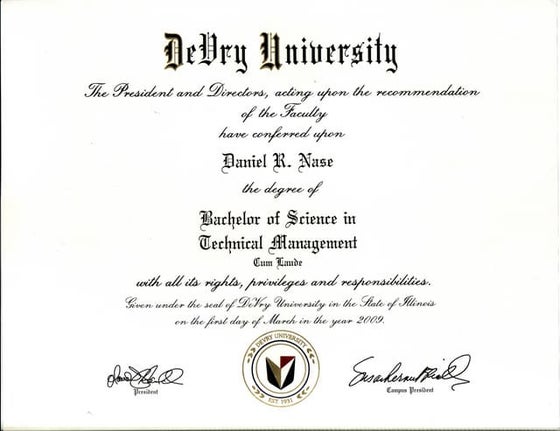 DeVry University
The President and Directors, acting upon the recommendation
of the Faculty
have conferred upon
Daniel R. Nase
the degree of
Bachelor of Science in
Technical Management
Cum Laude
with all its rights, privileges and responsibilities.
Given under the seal of DeVry University in the State of Illinois
on the first day of March in the year 2009.
DEVRY UNIVERSITY
EST 1931
President
Campus President